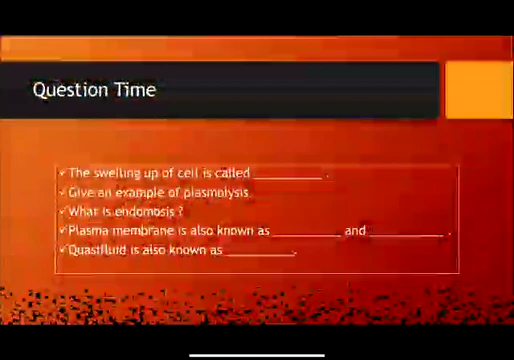 Question Time
The swelling up of cell is called __________ .
Give an example of plasmolysis.
What is endomosis ?
Plasma membrane is also known as __________ and __________ .
Quasifluid is also known as __________.